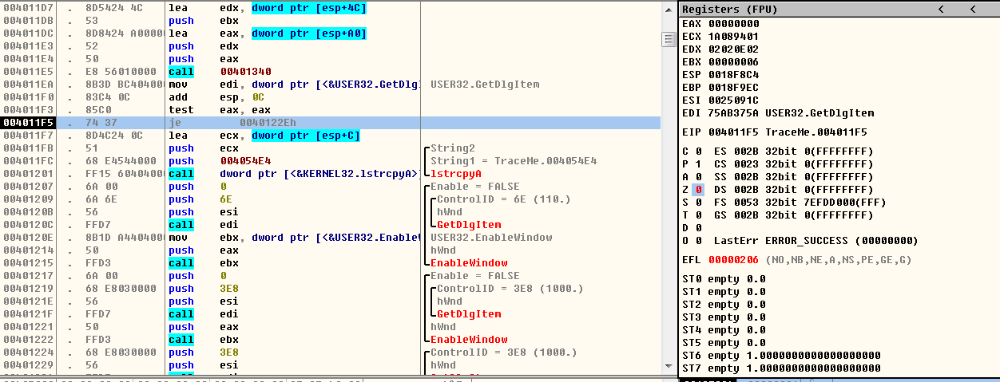 004011D7 . 8D5424 4C lea edx, dword ptr [esp+4C]
004011DB . 53 push ebx
004011DC . 8D8424 A0000 lea eax, dword ptr [esp+A0]
004011E3 . 52 push edx
004011E4 . 50 push eax
004011E5 . E8 56010000 call 00401340
004011EA . 8B3D BC404000 mov edi, dword ptr [<&USER32.GetDlgI USER32.GetDlgItem
004011F0 . 83C4 0C add esp, 0C
004011F3 . 85C0 test eax, eax
004011F5 . 74 37 je 0040122Eh
004011F7 . 8D4C24 0C lea ecx, dword ptr [esp+C]
004011FB . 51 push ecx String2
004011FC . 68 E4544000 push 004054E4 String1 = TraceMe.004054E4
00401201 . FF15 60404000 call dword ptr [<&KERNEL32.lstrcpyA>] lstrcpyA
00401207 . 6A 00 push 0 Enable = FALSE
00401209 . 6A 6E push 6E ControlID = 6E (110.)
0040120B . 56 push esi hWnd
0040120C . FFD7 call edi GetDlgItem
0040120E . 8B1D A4404000 mov ebx, dword ptr [<&USER32.EnableW USER32.EnableWindow
00401214 . 50 push eax hWnd
00401215 . FFD3 call ebx EnableWindow
00401217 . 6A 00 push 0 Enable = FALSE
00401219 . 68 E8030000 push 3E8 ControlID = 3E8 (1000.)
0040121E . 56 push esi hWnd
0040121F . FFD7 call edi GetDlgItem
00401221 . 50 push eax hWnd
00401222 . FFD3 call ebx EnableWindow
00401224 . 68 E8030000 push 3E8 ControlID = 3E8 (1000.)
00401229 . 56 push esi hWnd
Registers (FPU) < <
EAX 00000000
ECX 1A089401
EDX 02020E02
EBX 00000006
ESP 0018F8C4
EBP 0018F9EC
ESI 0025091C
EDI 75AB375A USER32.GetDlgItem
EIP 004011F5 TraceMe.004011F5
C 0 ES 002B 32bit 0(FFFFFFFF)
P 1 CS 0023 32bit 0(FFFFFFFF)
A 0 SS 002B 32bit 0(FFFFFFFF)
Z 0 DS 002B 32bit 0(FFFFFFFF)
S 0 FS 0053 32bit 7EFDD000(FFF)
T 0 GS 002B 32bit 0(FFFFFFFF)
D 0
O 0 LastErr ERROR_SUCCESS (00000000)
EFL 00000206 (NO,NB,NE,A,NS,PE,GE,G)
ST0 empty 0.0
ST1 empty 0.0
ST2 empty 0.0
ST3 empty 0.0
ST4 empty 0.0
ST5 empty 0.0
ST6 empty 1.0000000000000000000
ST7 empty 1.0000000000000000000